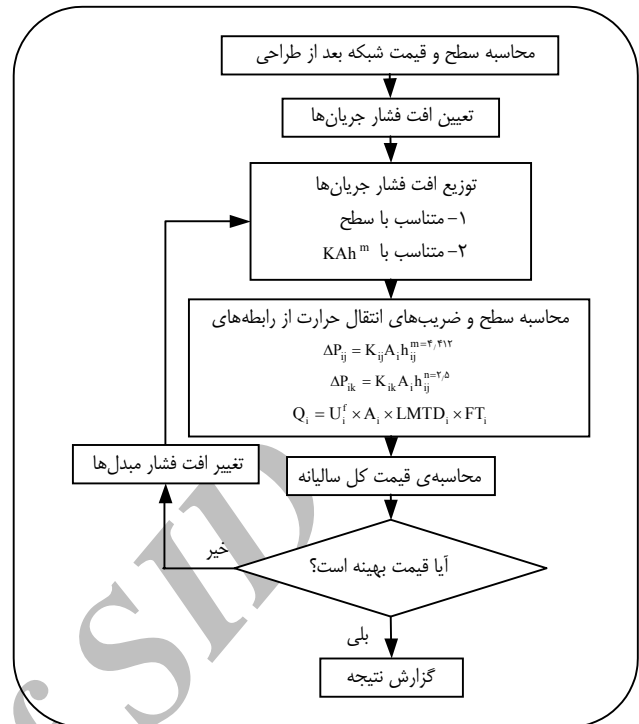 محاسبه سطح و قیمت شبکه بعد از طراحی
تعیین افت فشار جریان‌ها
توزیع افت فشار جریان‌ها
۱- متناسب با سطح
۲- متناسب با KAh^m
محاسبه سطح و ضریب‌های انتقال حرارت از رابطه‌های
ΔP_ij = K_ij A_i h_ij^m=۴٫۴۱۲
ΔP_ik = K_ik A_i h_ij^n=۲٫۵
Q_i = U_i^f × A_i × LMTD_i × FT_i
تغییر افت فشار مبدل‌ها
محاسبه‌ی قیمت کل سالیانه
آیا قیمت بهینه است؟
خیر
بلی
گزارش نتیجه
f SID